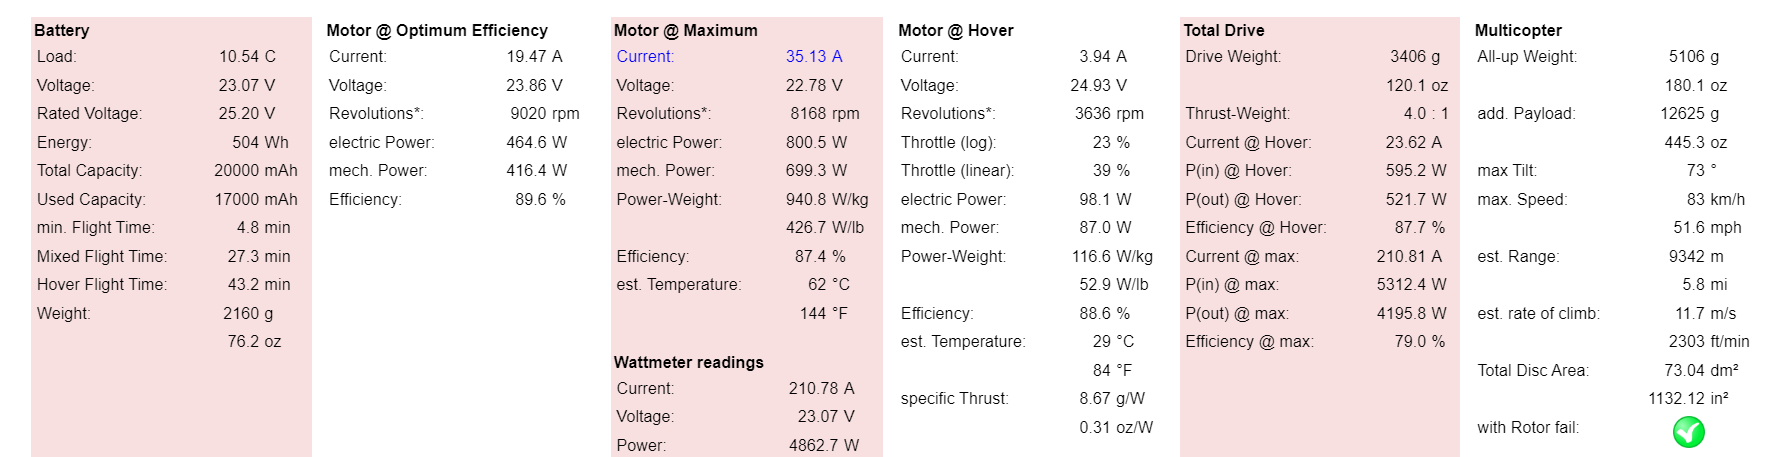 Battery
Load: 10.54 C
Voltage: 23.07 V
Rated Voltage: 25.20 V
Energy: 504 Wh
Total Capacity: 20000 mAh
Used Capacity: 17000 mAh
min. Flight Time: 4.8 min
Mixed Flight Time: 27.3 min
Hover Flight Time: 43.2 min
Weight: 2160 g
76.2 oz
Motor @ Optimum Efficiency
Current: 19.47 A
Voltage: 23.86 V
Revolutions*: 9020 rpm
electric Power: 464.6 W
mech. Power: 416.4 W
Efficiency: 89.6 %
Motor @ Maximum
Current: 35.13 A
Voltage: 22.78 V
Revolutions*: 8168 rpm
electric Power: 800.5 W
mech. Power: 699.3 W
Power-Weight: 940.8 W/kg
426.7 W/lb
Efficiency: 87.4 %
est. Temperature: 62 °C
144 °F
Wattmeter readings
Current: 210.78 A
Voltage: 23.07 V
Power: 4862.7 W
Motor @ Hover
Current: 3.94 A
Voltage: 24.93 V
Revolutions*: 3636 rpm
Throttle (log): 23 %
Throttle (linear): 39 %
electric Power: 98.1 W
mech. Power: 87.0 W
Power-Weight: 116.6 W/kg
52.9 W/lb
Efficiency: 88.6 %
est. Temperature: 29 °C
84 °F
specific Thrust: 8.67 g/W
0.31 oz/W
Total Drive
Drive Weight: 3406 g
120.1 oz
Thrust-Weight: 4.0 : 1
Current @ Hover: 23.62 A
P(in) @ Hover: 595.2 W
P(out) @ Hover: 521.7 W
Efficiency @ Hover: 87.7 %
Current @ max: 210.81 A
P(in) @ max: 5312.4 W
P(out) @ max: 4195.8 W
Efficiency @ max: 79.0 %
Multicopter
All-up Weight: 5106 g
180.1 oz
add. Payload: 12625 g
445.3 oz
max Tilt: 73 °
max. Speed: 83 km/h
51.6 mph
est. Range: 9342 m
5.8 mi
est. rate of climb: 11.7 m/s
2303 ft/min
Total Disc Area: 73.04 dm²
1132.12 in²
with Rotor fail: